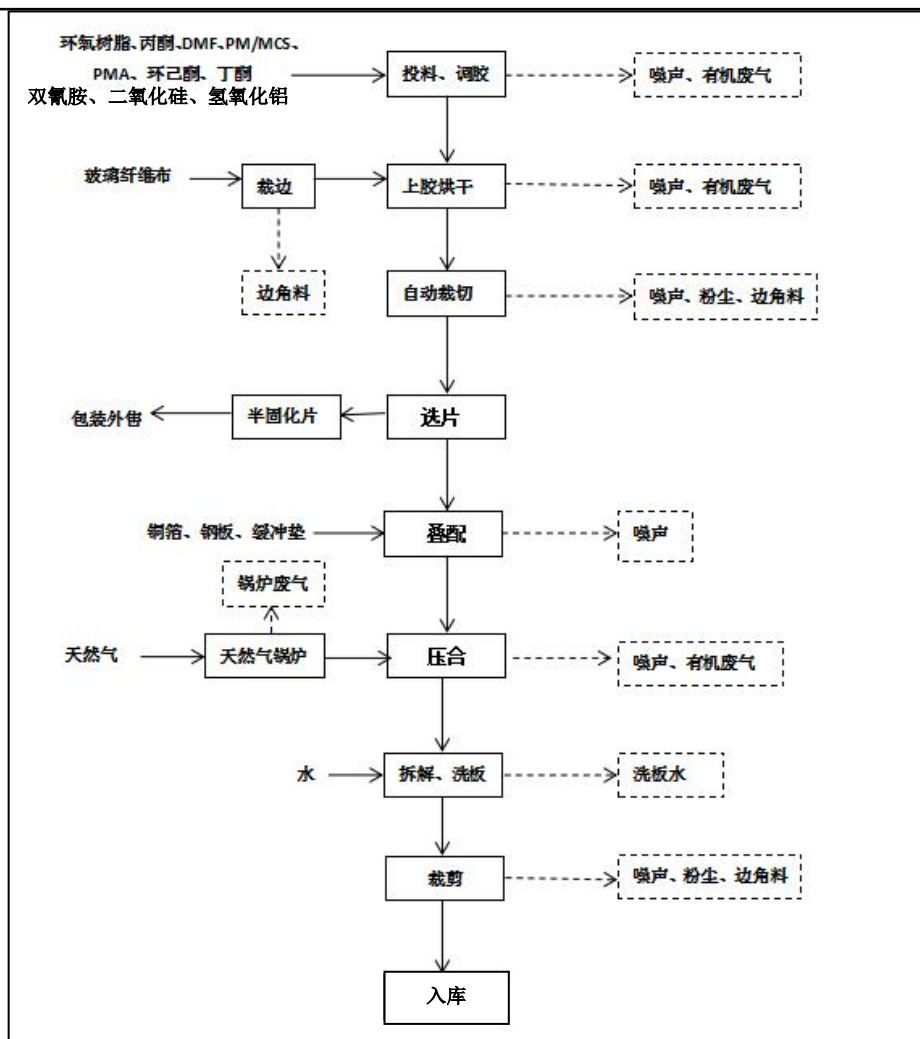 环氧树脂、丙酮、DMF、PM/MCS、
PMA、环己酮、丁酮
双氰胺、二氧化硅、氢氧化铝
投料、调胶
噪声、有机废气
玻璃纤维布
裁边
上胶烘干
噪声、有机废气
边角料
自动裁切
噪声、粉尘、边角料
包装外售
半固化片
选片
铜箔、钢板、缓冲垫
叠配
噪声
锅炉废气
天然气
天然气锅炉
压合
噪声、有机废气
水
拆解、洗板
洗板水
裁剪
噪声、粉尘、边角料
入库